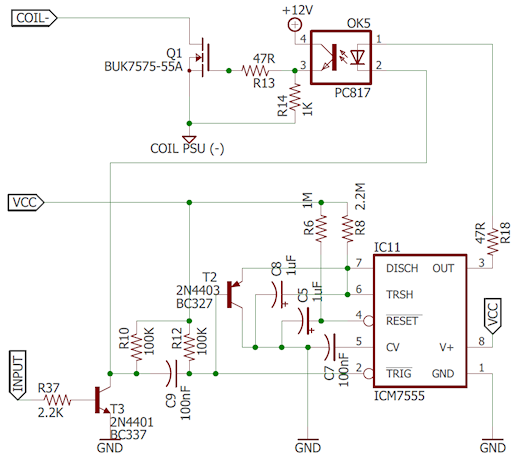 COIL-
+12V
OK5
Q1
BUK7575-55A
47R
R13
4
3
1
2
PC817
R14
1K
COIL PSU (-)
VCC
1M
R6
2.2M
R8
47R
R18
IC11
7
DISCH
OUT
3
6
TRSH
4
RESET
VCC
5
CV
V+
8
2
TRIG
GND
1
ICM7555
T2
2N4403
BC327
C8
1uF
C5
1uF
C7
100nF
R10
100K
R12
100K
C9
100nF
INPUT
R37
2.2K
T3
2N4401
BC337
GND
GND
GND